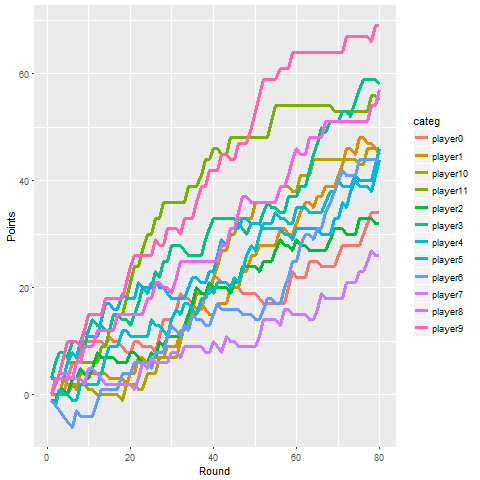 Points
60
40
20
0
0
20
40
60
80
Round
categ
player0
player1
player10
player11
player2
player3
player4
player5
player6
player7
player8
player9